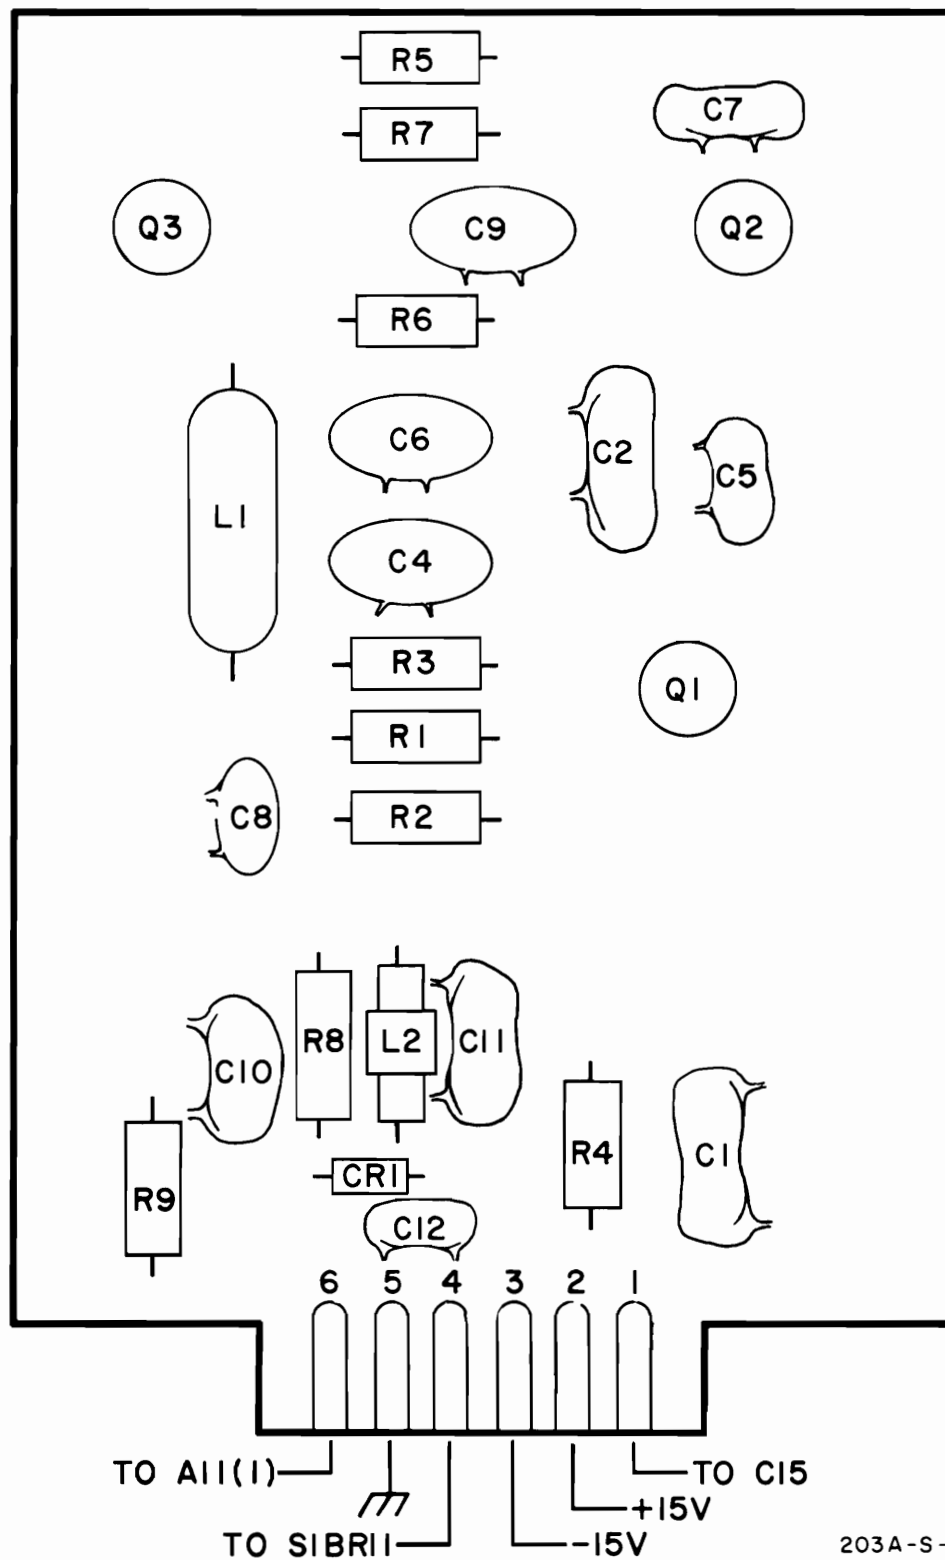 R5
R7
C7
Q3
C9
Q2
R6
C6
C2
C5
L1
C4
R3
Q1
R1
C8
R2
R8
L2
C11
C10
R4
C1
CR1
R9
C12
6 5 4 3 2 1
TO A11(1)
TO C15
+15V
TO S1BR11
-15V
203A-S-